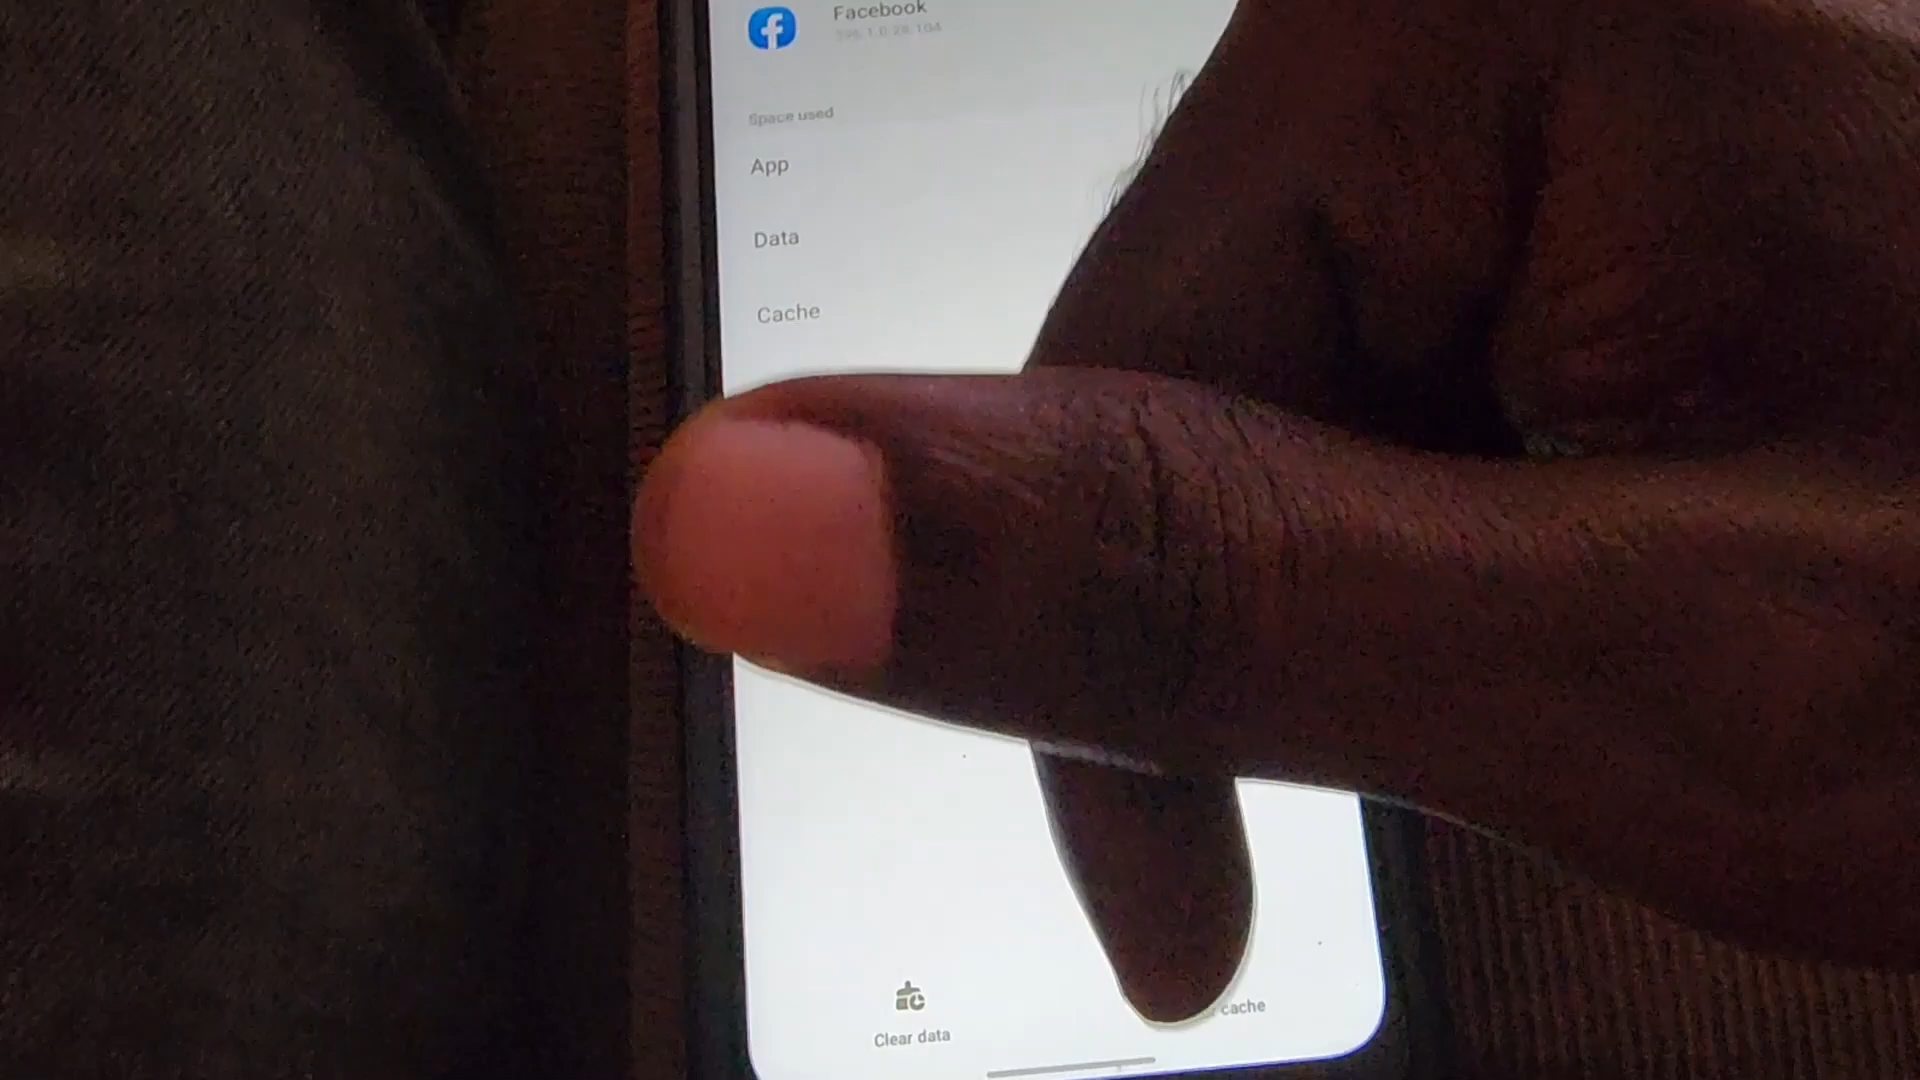 Facebook
Space used
App
Data
Cache
Clear data
cache